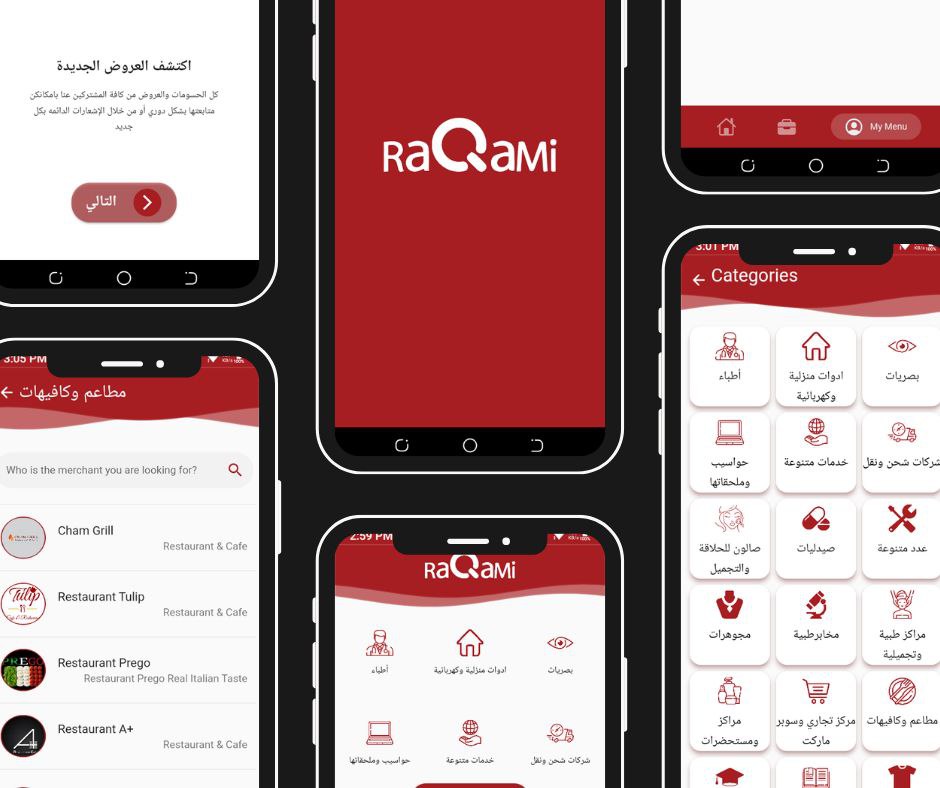 اكتشف العروض الجديدة
كل الحسومات والعروض من كافة المشتركين عنا بامكانكن
متابعتها بشكل دوري أو من خلال الإشعارات الدائمه بكل
جديد
التالي
3:05 PM
مطاعم وكافيهات
Who is the merchant you are looking for?
Cham Grill
Restaurant & Cafe
Tulip
Restaurant Tulip
Restaurant & Cafe
PREGO
Restaurant Prego
Restaurant Prego Real Italian Taste
Restaurant A+
Restaurant & Cafe
RaQaMi
2:59 PM
RaQaMi
أطباء
ادوات منزلية وكهربائية
بصريات
حواسيب وملحقاتها
خدمات متنوعة
شركات شحن ونقل
My Menu
3:01 PM
Categories
أطباء
ادوات منزلية
وكهربائية
بصريات
حواسيب
وملحقاتها
خدمات متنوعة
شركات شحن ونقل
صالون للحلاقة
والتجميل
صيدليات
عدد متنوعة
مجوهرات
مخابرطبية
مراكز طبية
وتجميلية
مراكز
ومستحضرات
مركز تجاري وسوبر
ماركت
مطاعم وكافيهات